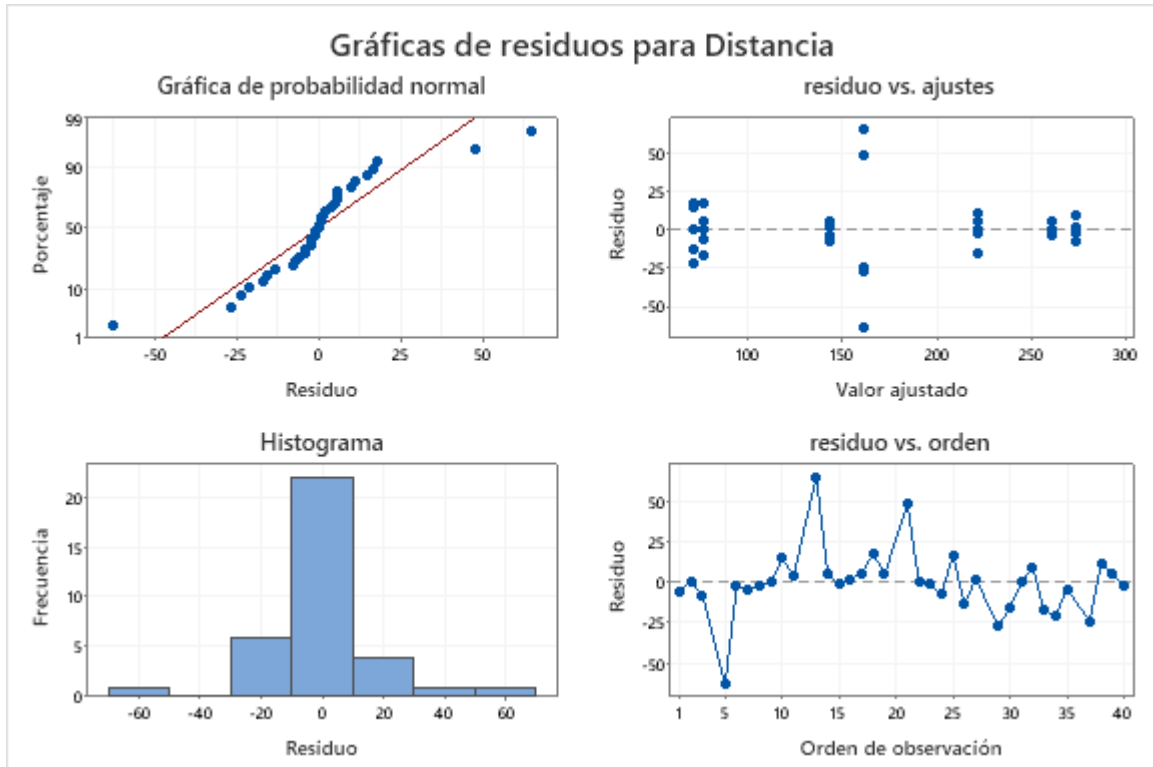 Gráficas de residuos para Distancia
Gráfica de probabilidad normal
99
90
50
10
1
Porcentaje
-50 -25 0 25 50
Residuo
residuo vs. ajustes
50
25
0
-25
-50
Residuo
100 150 200 250 300
Valor ajustado
Histograma
20
15
10
5
0
Frecuencia
-60 -40 -20 0 20 40 60
Residuo
residuo vs. orden
50
25
0
-25
-50
Residuo
1 5 10 15 20 25 30 35 40
Orden de observación